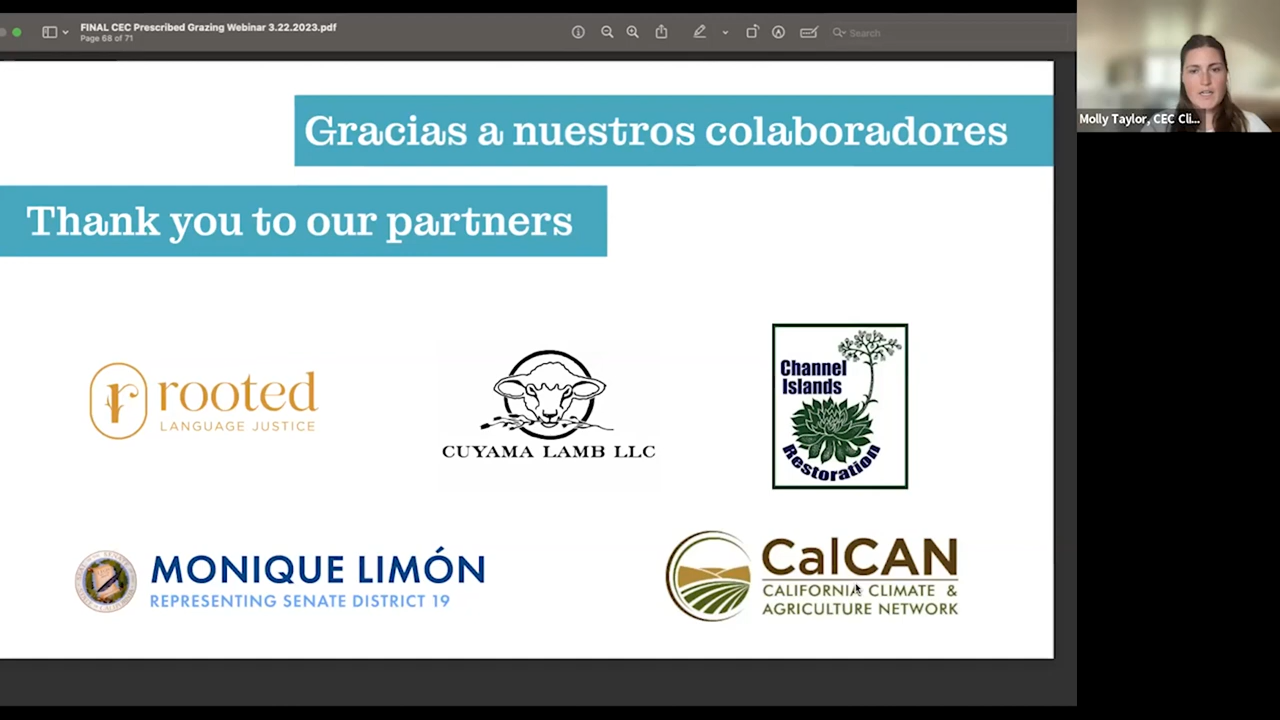 FINAL CEC Prescribed Grazing Webinar 3.22.2023.pdf
Page 68 of 71
Search
Molly Taylor, CEC Cli...
Gracias a nuestros colaboradores
Thank you to our partners
r rooted
LANGUAGE JUSTICE
CUYAMA LAMB LLC
Channel
Islands
Restoration
MONIQUE LIMÓN
REPRESENTING SENATE DISTRICT 19
CalCAN
CALIFORNIA CLIMATE &
AGRICULTURE NETWORK